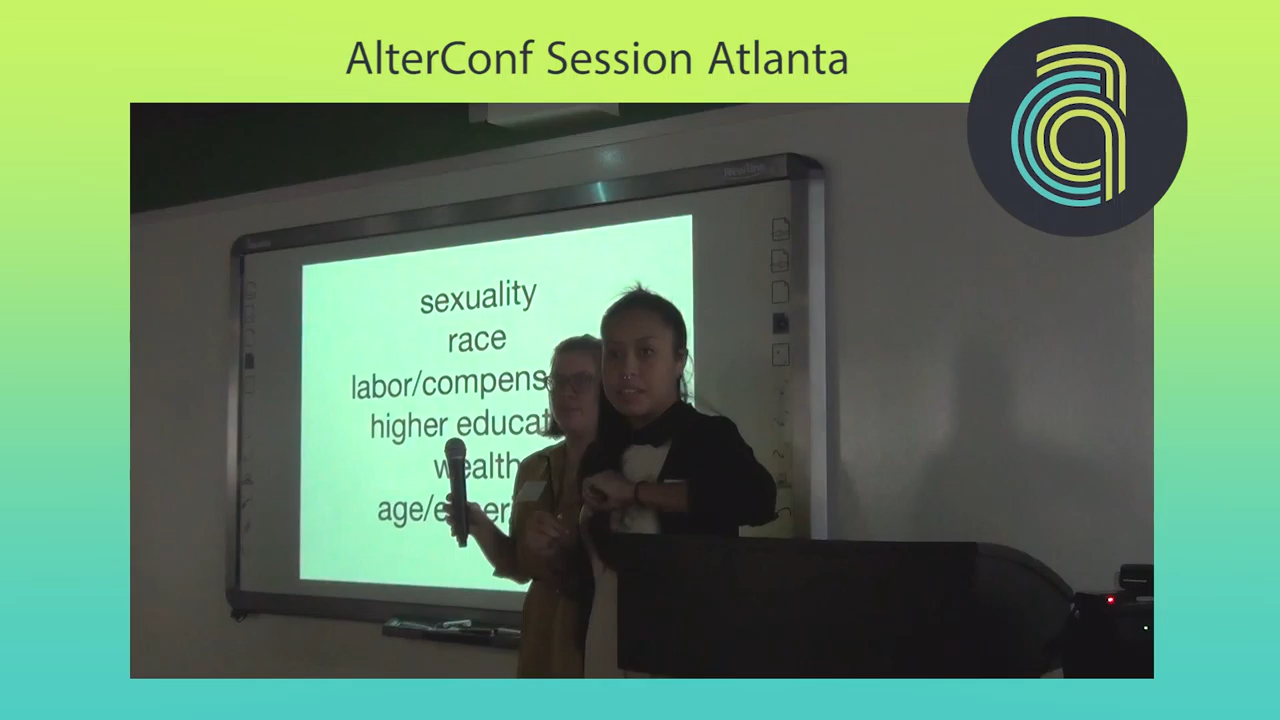 AlterConf Session Atlanta
sexuality
race
labor/compens
higher educat
wealth
age/e